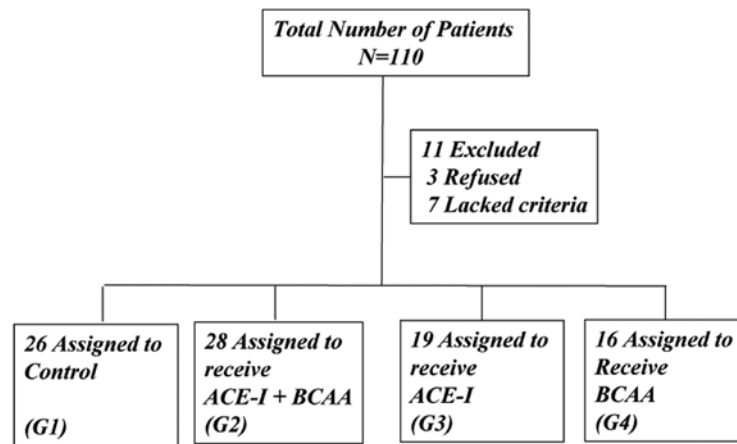 Total Number of Patients
N=110
11 Excluded
3 Refused
7 Lacked criteria
26 Assigned to
Control
(G1)
28 Assigned to
receive
ACE-I + BCAA
(G2)
19 Assigned to
receive
ACE-I
(G3)
16 Assigned to
Receive
BCAA
(G4)